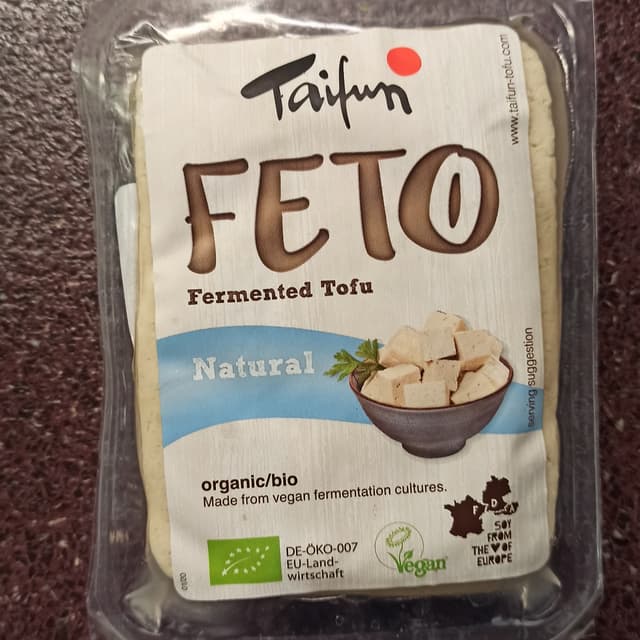 Taifun
www.taifun-tofu.com
FETO
Fermented Tofu
Natural
serving suggestion
organic/bio
Made from vegan fermentation cultures.
DE-ÖKO-007
EU-Land-
wirtschaft
Vegan
F D A
SOY
FROM
THE ♥ OF
EUROPE